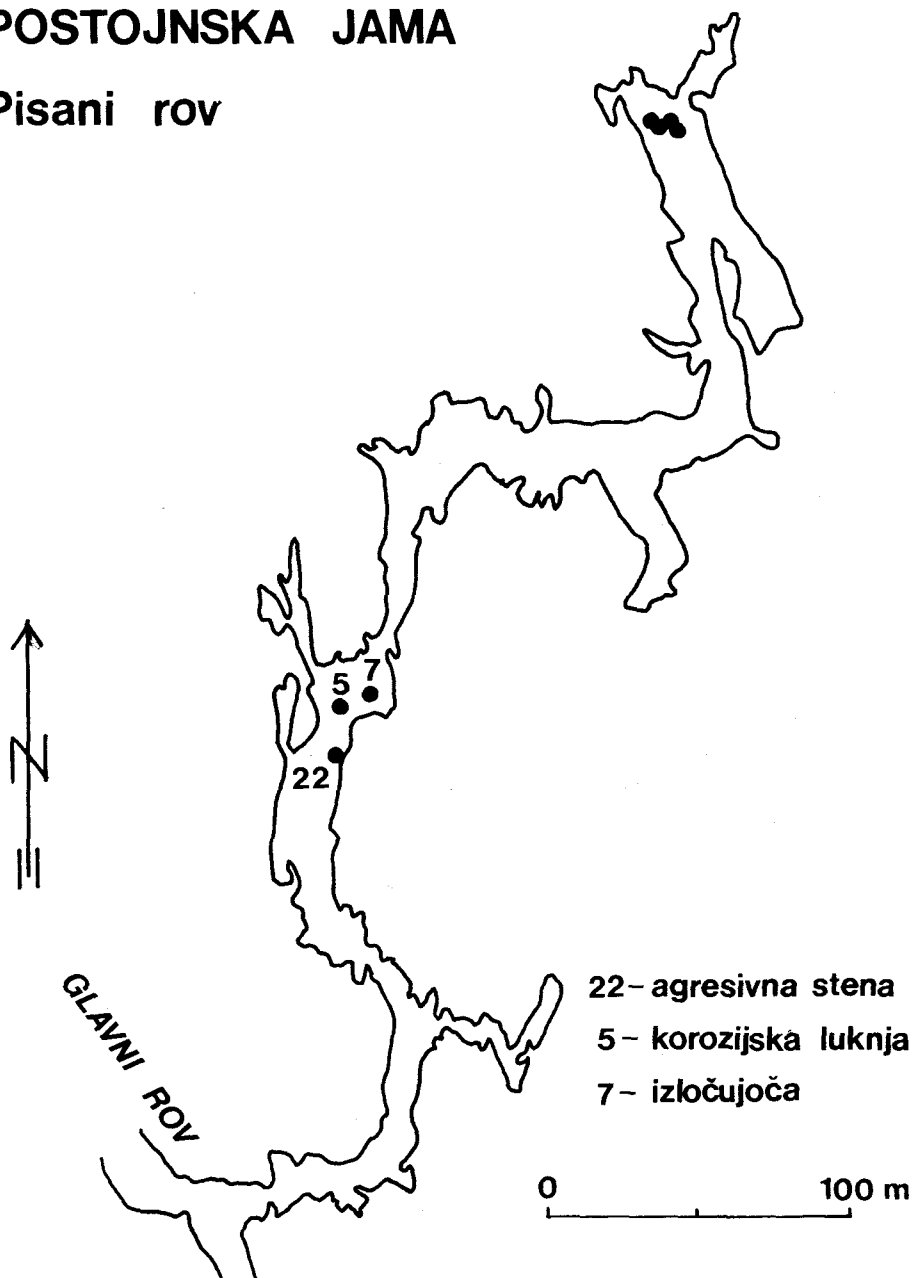 POSTOJNSKA JAMA
Pisani rov
7
5
22
N
GLAVNI ROV
22- agresivna stena
5- korozijska luknja
7- izločujoča
0 100 m